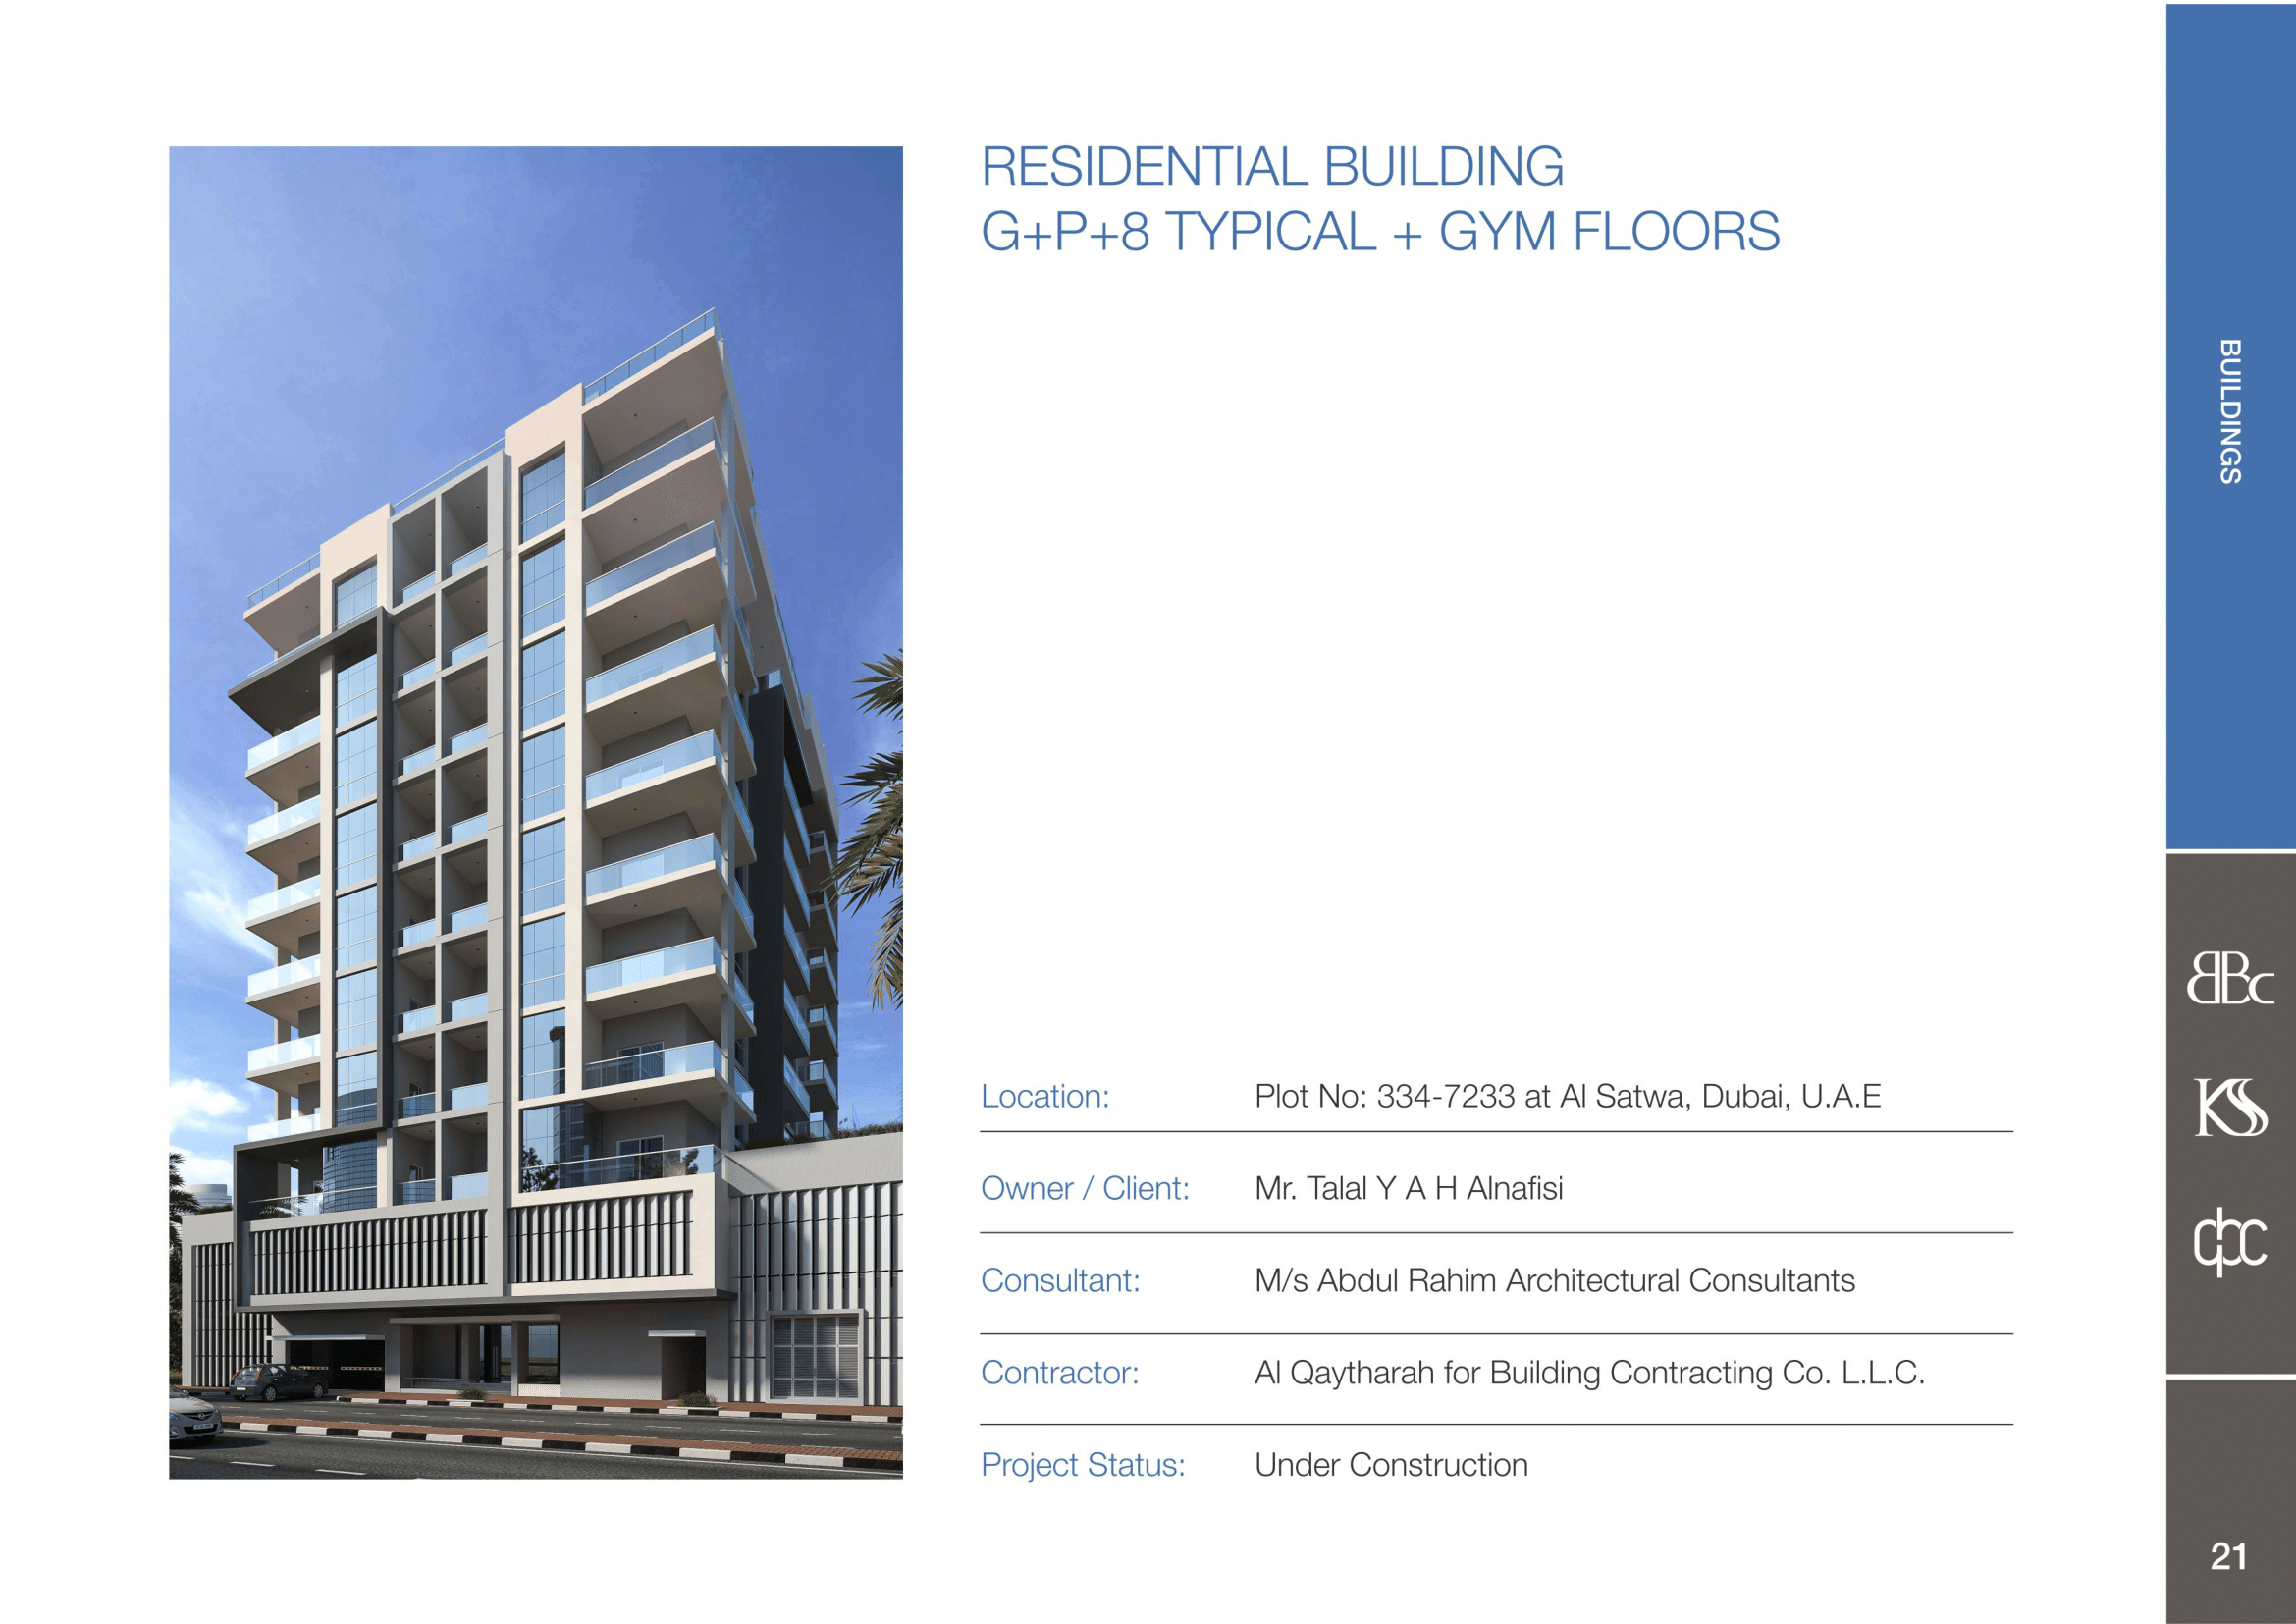 RESIDENTIAL BUILDING
G+P+8 TYPICAL + GYM FLOORS
Location: Plot No: 334-7233 at Al Satwa, Dubai, U.A.E
Owner / Client: Mr. Talal Y A H Alnafisi
Consultant: M/s Abdul Rahim Architectural Consultants
Contractor: Al Qaytharah for Building Contracting Co. L.L.C.
Project Status: Under Construction
BUILDINGS
BBc
KS
qbc
21